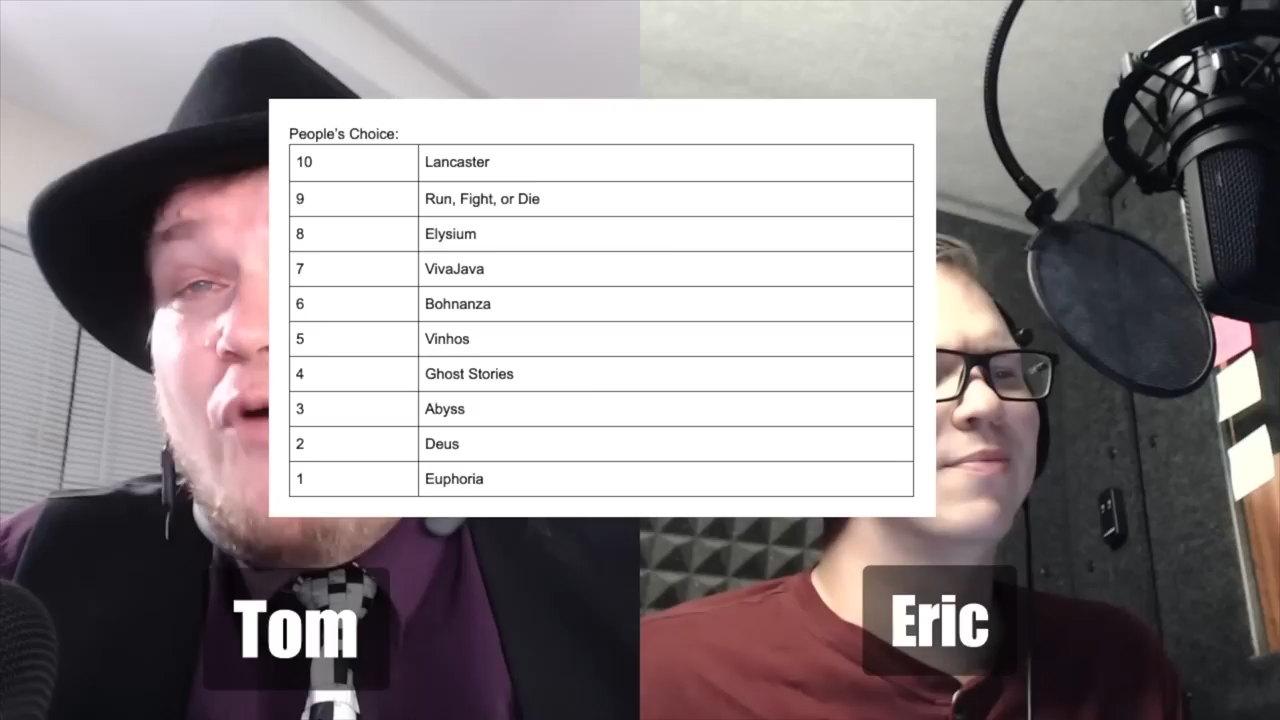 People's Choice:
10 Lancaster
9 Run, Fight, or Die
8 Elysium
7 VivaJava
6 Bohnanza
5 Vinhos
4 Ghost Stories
3 Abyss
2 Deus
1 Euphoria
Tom
Eric